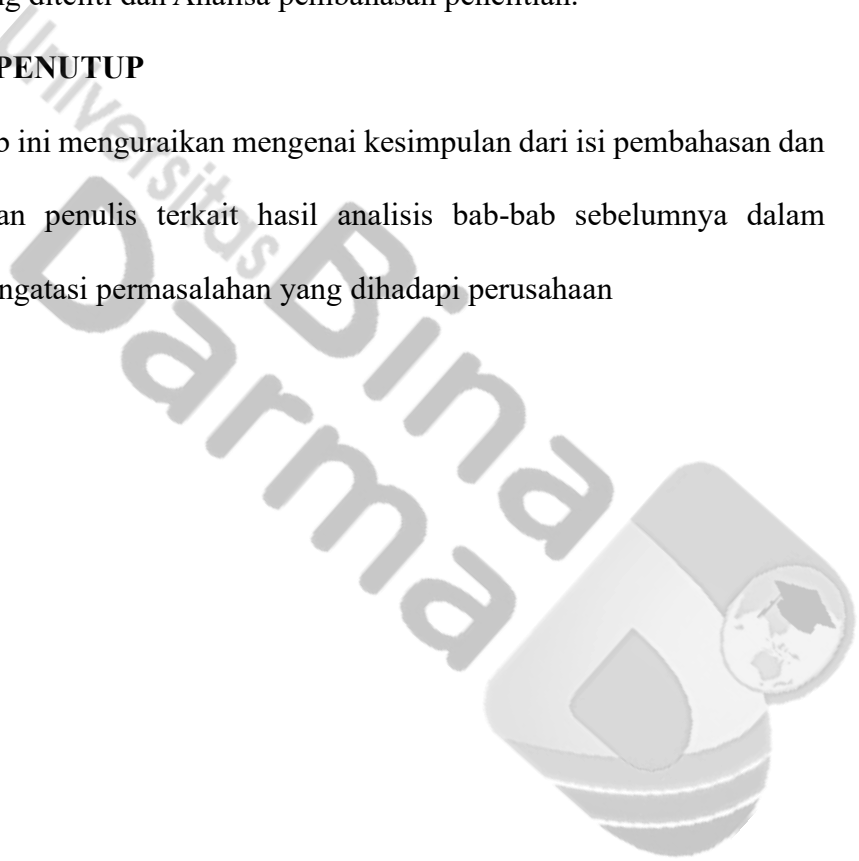 ng diteliti dan Analisa pembahasan penelitian.
PENUTUP
b ini menguraikan mengenai kesimpulan dari isi pembahasan dan
an penulis terkait hasil analisis bab-bab sebelumnya dalam
ngatasi permasalahan yang dihadapi perusahaan
Universitas
Bina
Darma